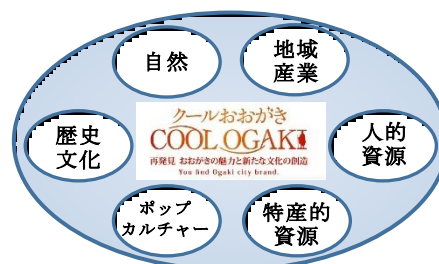 自然
地域
産業
歴史
文化
クールおおがき
COOL OGAKI
再発見 おおがきの魅力と新たな文化の創造
You find Ogaki city brand.
人的
資源
ポップ
カルチャー
特産的
資源